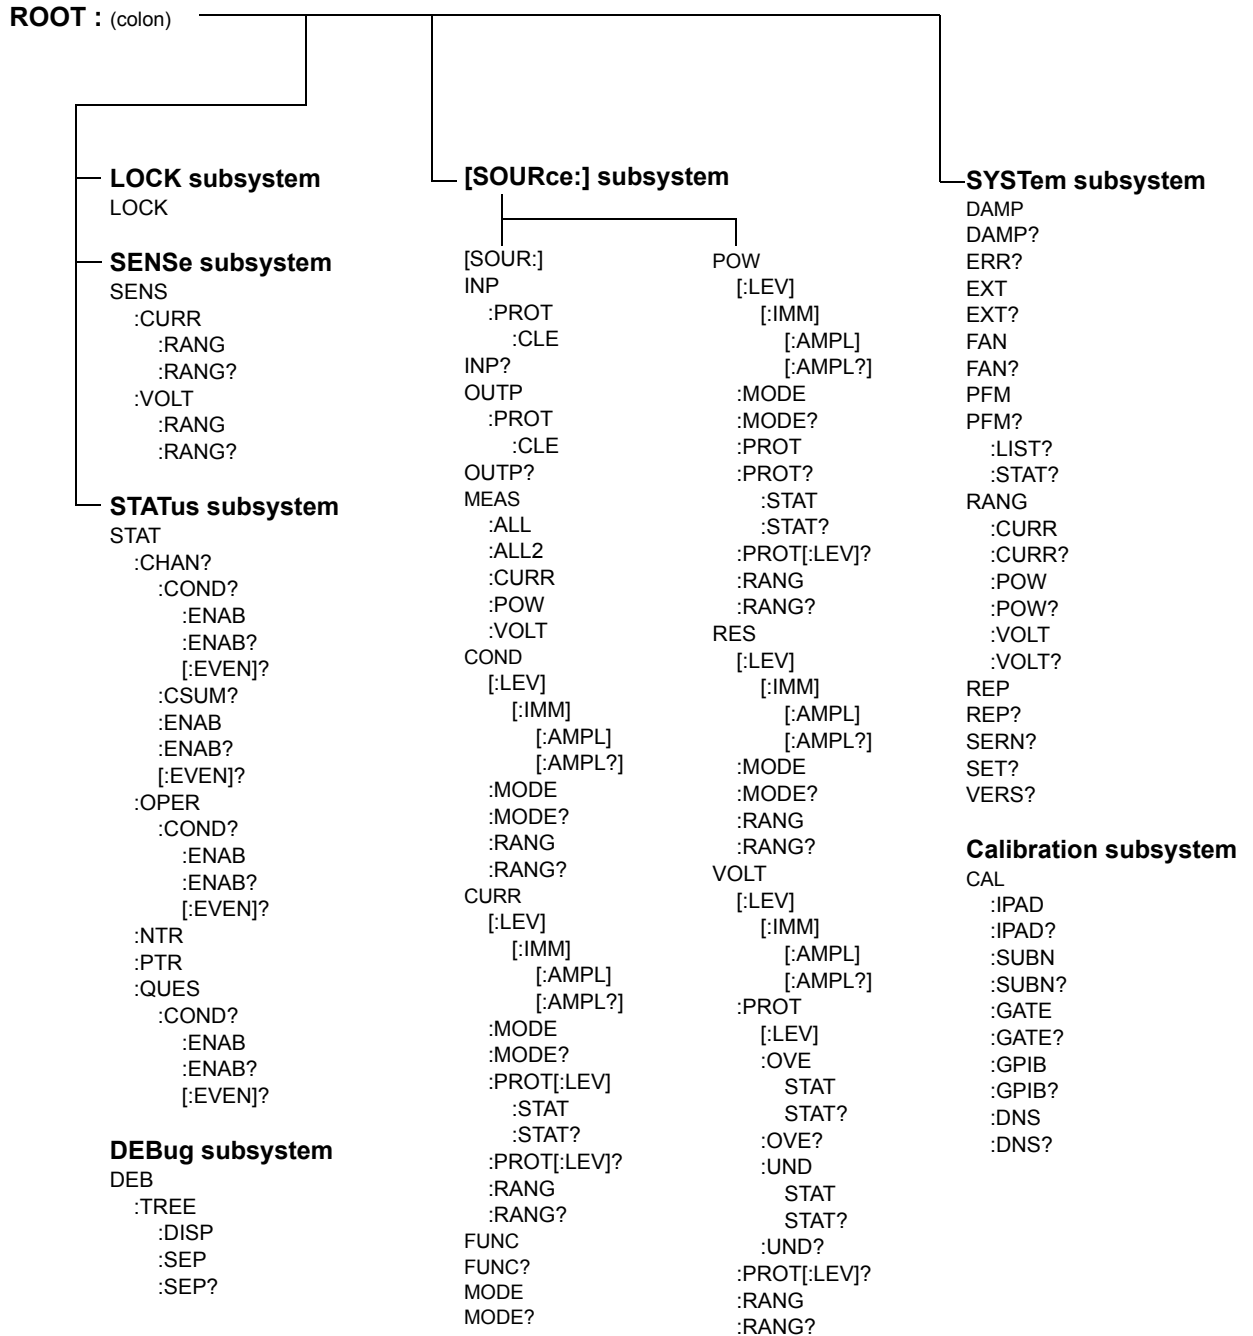 ROOT : (colon)
LOCK subsystem
LOCK
SENSe subsystem
SENS
:CURR
:RANG
:RANG?
:VOLT
:RANG
:RANG?
STATus subsystem
STAT
:CHAN?
:COND?
:ENAB
:ENAB?
[:EVEN]?
:CSUM?
:ENAB
:ENAB?
[:EVEN]?
:OPER
:COND?
:ENAB
:ENAB?
[:EVEN]?
:NTR
:PTR
:QUES
:COND?
:ENAB
:ENAB?
[:EVEN]?
DEBug subsystem
DEB
:TREE
:DISP
:SEP
:SEP?
[SOURce:] subsystem
[SOUR:]
INP
:PROT
:CLE
INP?
OUTP
:PROT
:CLE
OUTP?
MEAS
:ALL
:ALL2
:CURR
:POW
:VOLT
COND
[:LEV]
[:IMM]
[:AMPL]
[:AMPL?]
:MODE
:MODE?
:RANG
:RANG?
CURR
[:LEV]
[:IMM]
[:AMPL]
[:AMPL?]
:MODE
:MODE?
:PROT[:LEV]
:STAT
:STAT?
:PROT[:LEV]?
:RANG
:RANG?
FUNC
FUNC?
MODE
MODE?
POW
[:LEV]
[:IMM]
[:AMPL]
[:AMPL?]
:MODE
:MODE?
:PROT
:PROT?
:STAT
:STAT?
:PROT[:LEV]?
:RANG
:RANG?
RES
[:LEV]
[:IMM]
[:AMPL]
[:AMPL?]
:MODE
:MODE?
:RANG
:RANG?
VOLT
[:LEV]
[:IMM]
[:AMPL]
[:AMPL?]
:PROT
[:LEV]
:OVE
STAT
STAT?
:OVE?
:UND
STAT
STAT?
:UND?
:PROT[:LEV]?
:RANG
:RANG?
SYSTem subsystem
DAMP
DAMP?
ERR?
EXT
EXT?
FAN
FAN?
PFM
PFM?
:LIST?
:STAT?
RANG
:CURR
:CURR?
:POW
:POW?
:VOLT
:VOLT?
REP
REP?
SERN?
SET?
VERS?
Calibration subsystem
CAL
:IPAD
:IPAD?
:SUBN
:SUBN?
:GATE
:GATE?
:GPIB
:GPIB?
:DNS
:DNS?